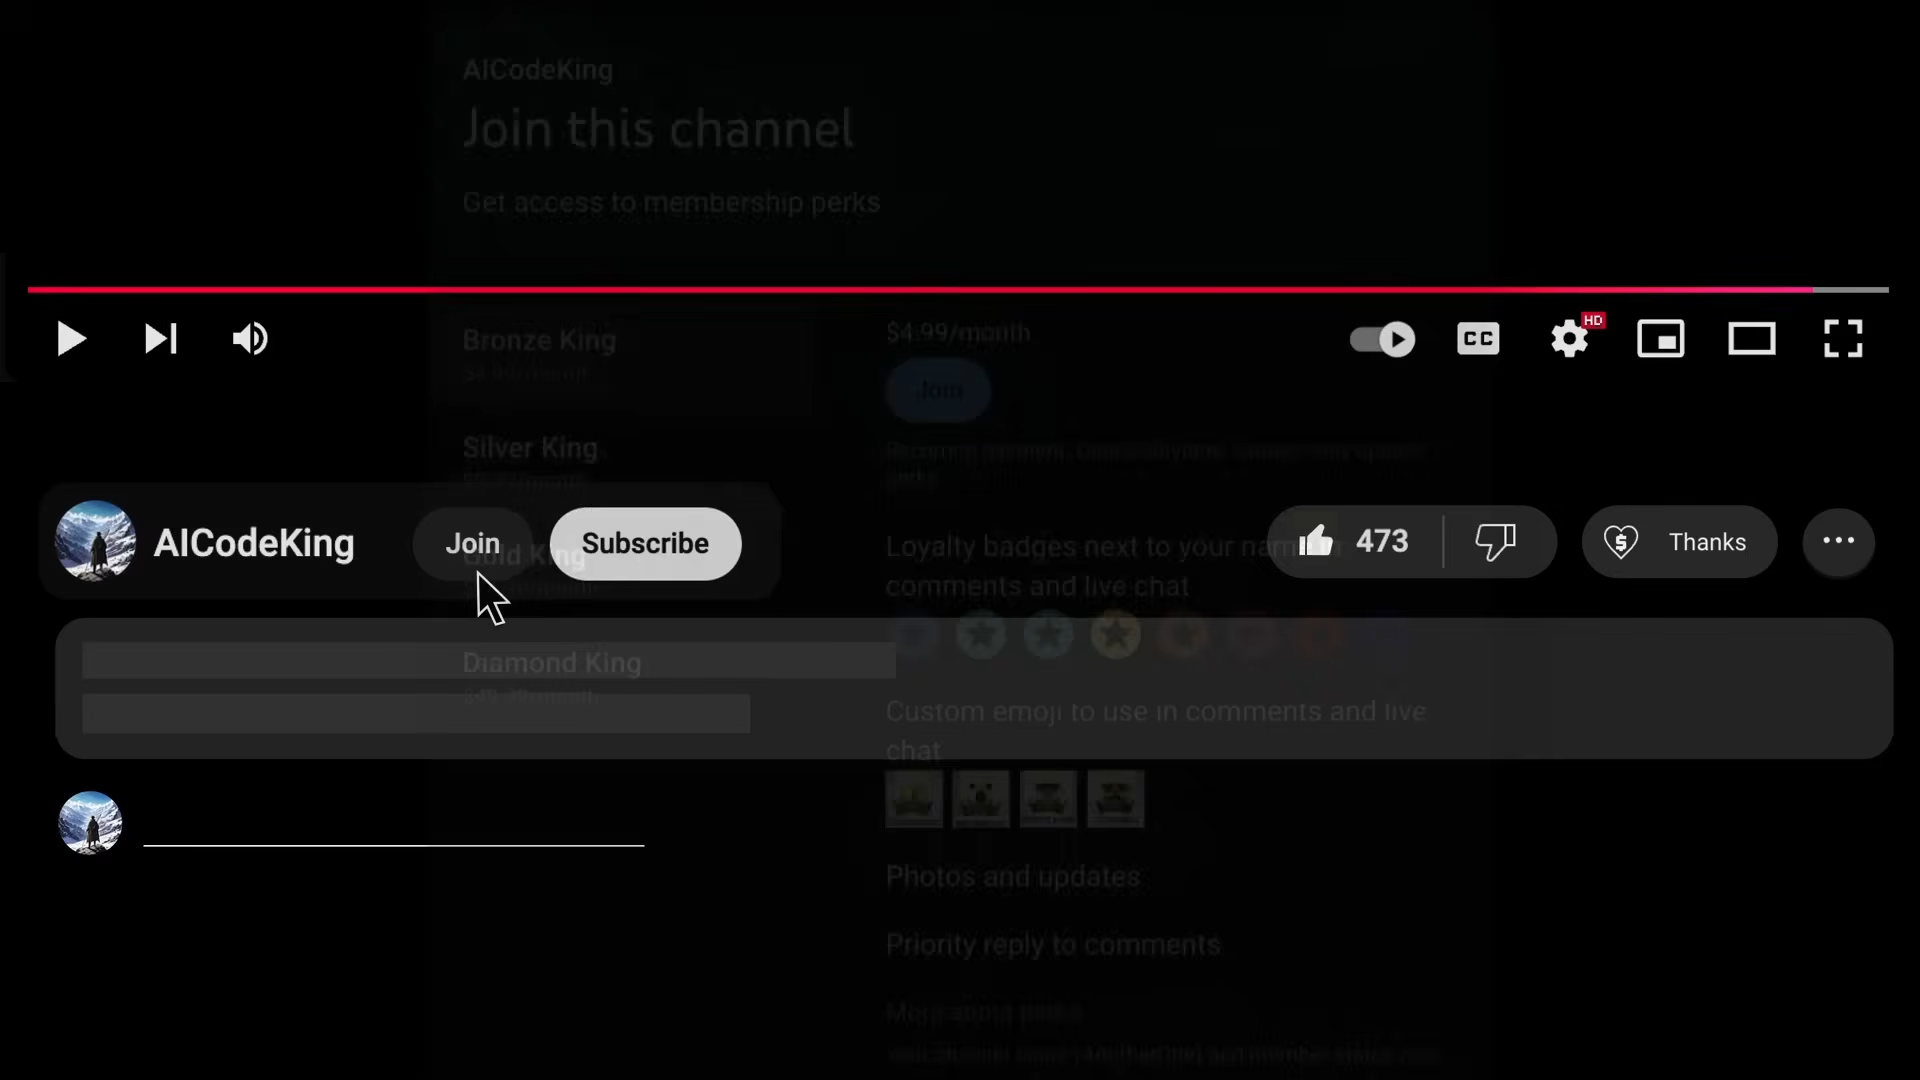 AICodeKing
Join this channel
Get access to membership perks
HD
CC
Bronze King
$4.99/month
Join
Silver King
AICodeKing
Join
Subscribe
473
Thanks
Loyalty badges next to your name in
comments and live chat
Diamond King
Custom emoji to use in comments and live
chat
Photos and updates
Priority reply to comments